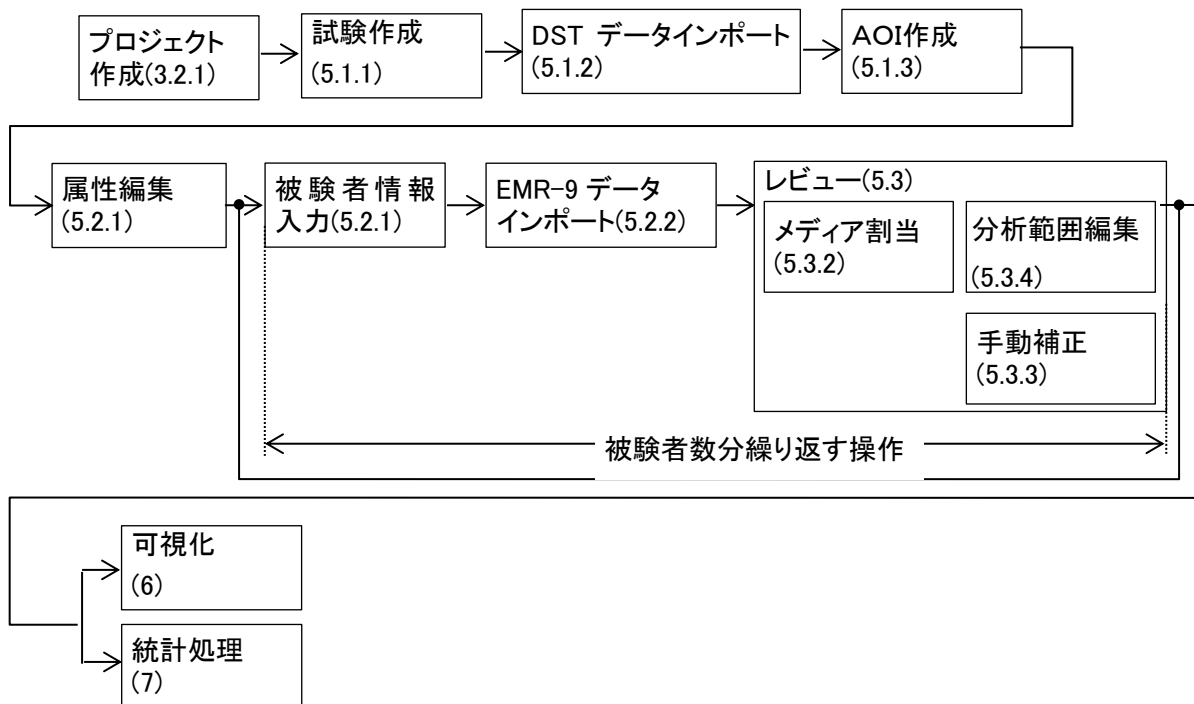 プロジェクト
作成(3.2.1)
試験作成
(5.1.1)
DST データインポート
(5.1.2)
AOI作成
(5.1.3)
属性編集
(5.2.1)
被験者情報
入力(5.2.1)
EMR-9 データ
インポート(5.2.2)
レビュー(5.3)
メディア割当
(5.3.2)
分析範囲編集
(5.3.4)
手動補正
(5.3.3)
被験者数分繰り返す操作
可視化
(6)
統計処理
(7)